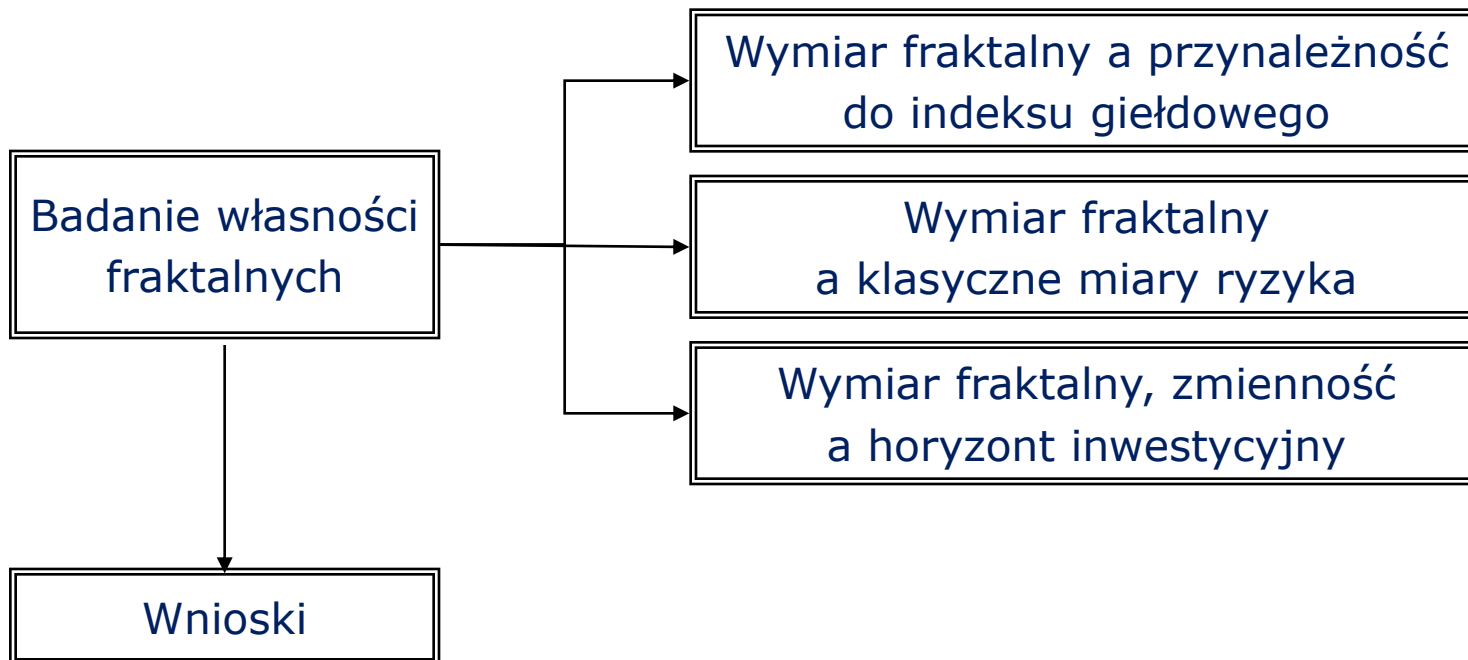 Wymiar fraktalny a przynależność
do indeksu giełdowego
Badanie własności
fraktalnych
Wymiar fraktalny
a klasyczne miary ryzyka
Wymiar fraktalny, zmienność
a horyzont inwestycyjny
Wnioski